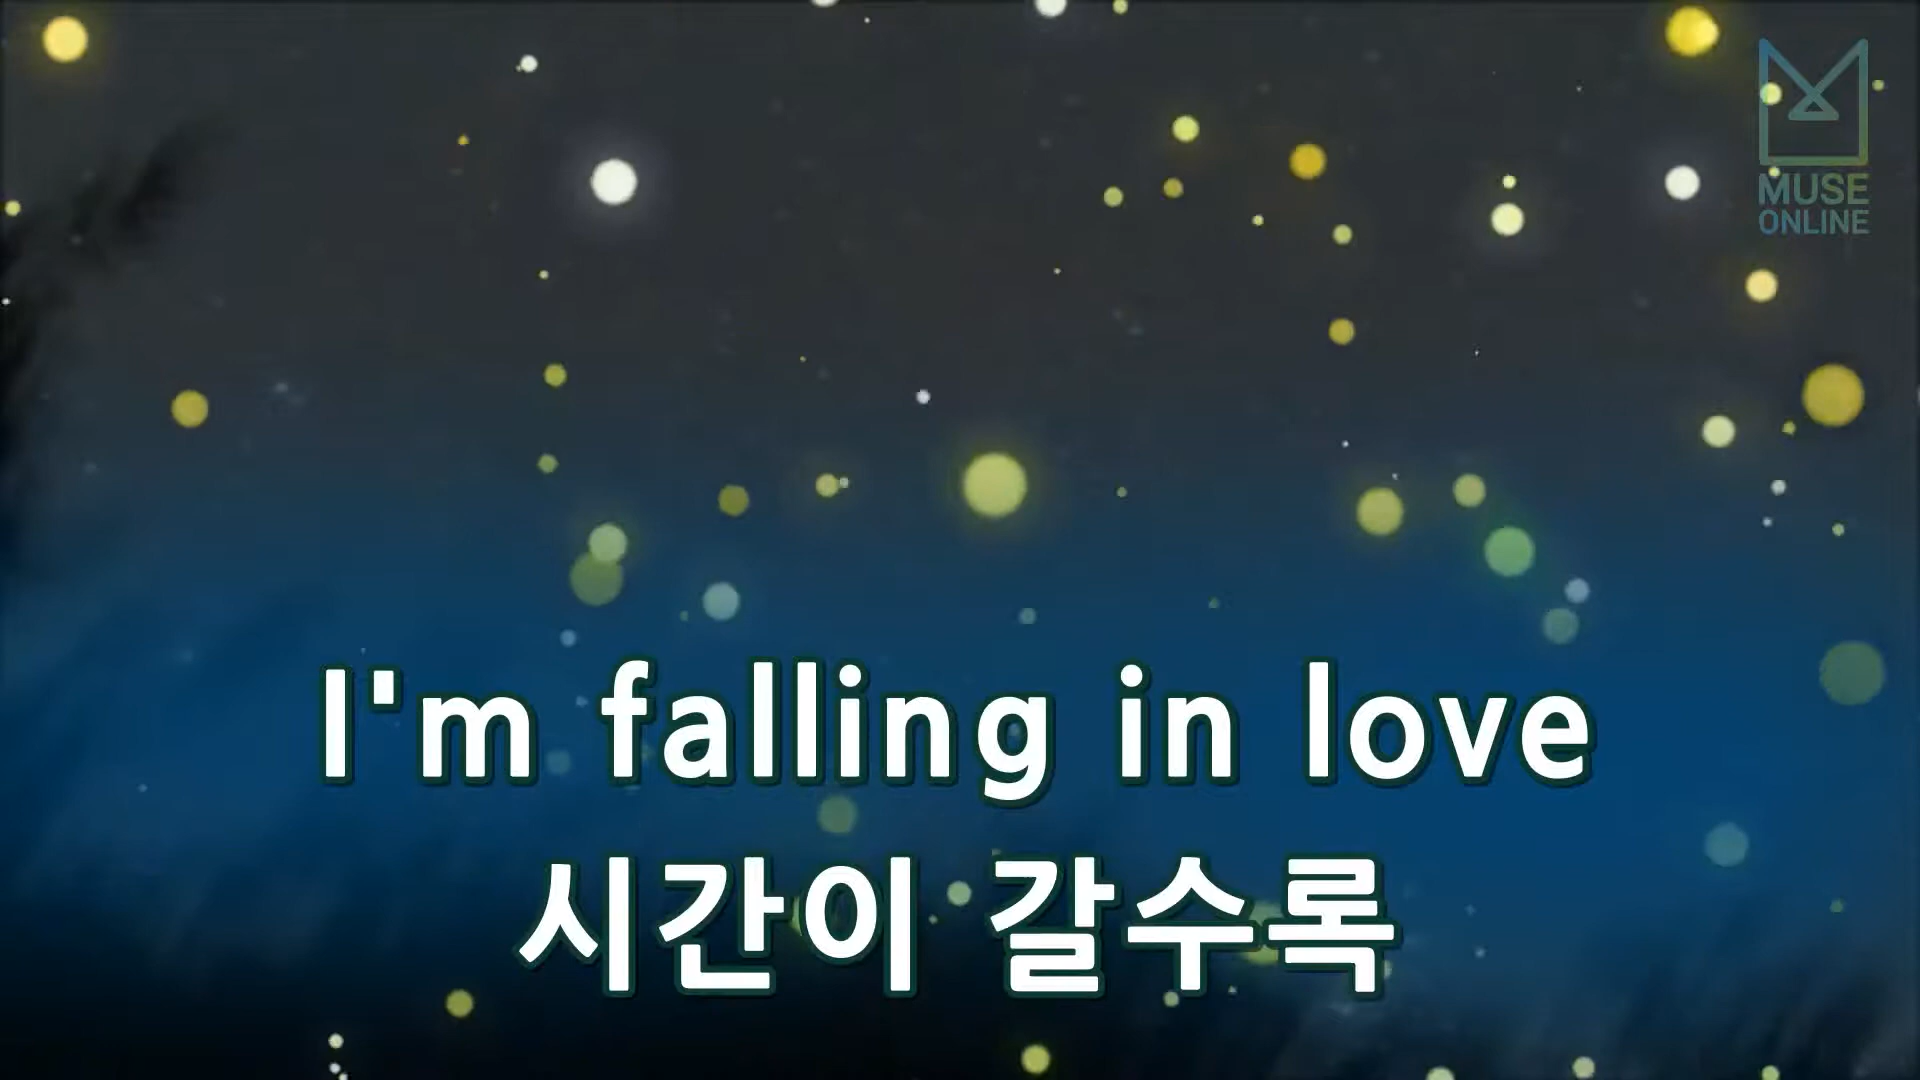 MUSE
ONLINE
I'm falling in love
시간이 갈수록